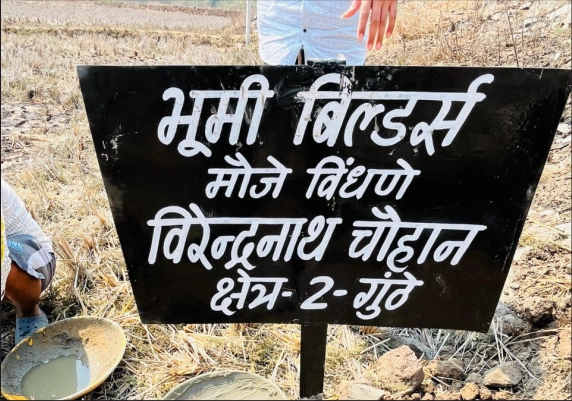 भूमी बिल्डर्स
मौजे विंधणे
विरेन्द्रनाथ चौहान
क्षेत्र- 2 - गुंठे